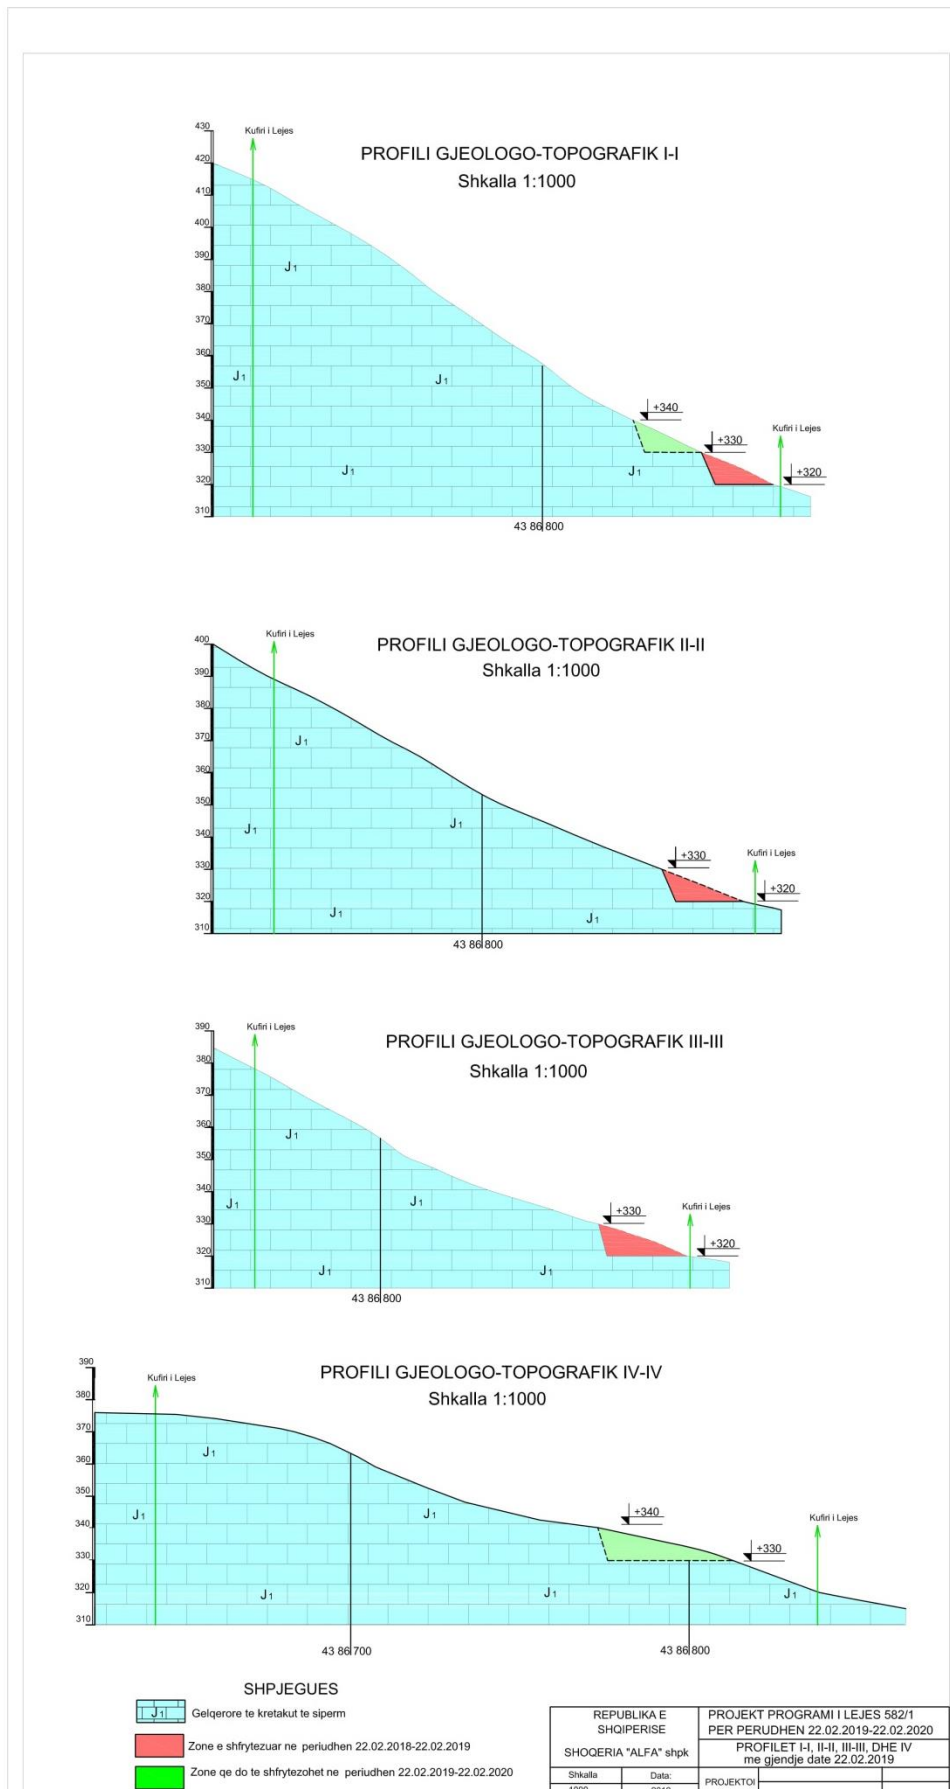 430
Kufiri i Lejes
PROFILI GJEOLOGO-TOPOGRAFIK I-I
Shkalla 1:1000
420
410
400
390
J1
380
370
360
J1
J1
350
340
+340
Kufiri i Lejes
330
+330
J1
J1
320
+320
310
43 86 800
Kufiri i Lejes
400
PROFILI GJEOLOGO-TOPOGRAFIK II-II
Shkalla 1:1000
390
380
370
J1
360
350
J1
J1
340
330
+330
Kufiri i Lejes
320
+320
J1
J1
310
43 86 800
390
Kufiri i Lejes
PROFILI GJEOLOGO-TOPOGRAFIK III-III
Shkalla 1:1000
380
370
360
J1
350
340
J1
J1
330
+330
Kufiri i Lejes
320
+320
J1
J1
310
43 86 800
390
PROFILI GJEOLOGO-TOPOGRAFIK IV-IV
Shkalla 1:1000
Kufiri i Lejes
380
370
J1
360
350
J1
J1
340
+340
Kufiri i Lejes
330
+330
320
J1
J1
J1
310
43 86 700
43 86 800
SHPJEGUES
J1 Gelqerore te kretakut te siperm
Zone e shfrytezuar ne periudhen 22.02.2018-22.02.2019
Zone qe do te shfrytezohet ne periudhen 22.02.2019-22.02.2020
REPUBLIKA E
SHQIPERISE
SHOQERIA "ALFA" shpk
PROJEKT PROGRAMI I LEJES 582/1
PER PERUDHEN 22.02.2019-22.02.2020
PROFILET I-I, II-II, III-III, DHE IV
me gjendje date 22.02.2019
Shkalla
Data:
PROJEKTOI